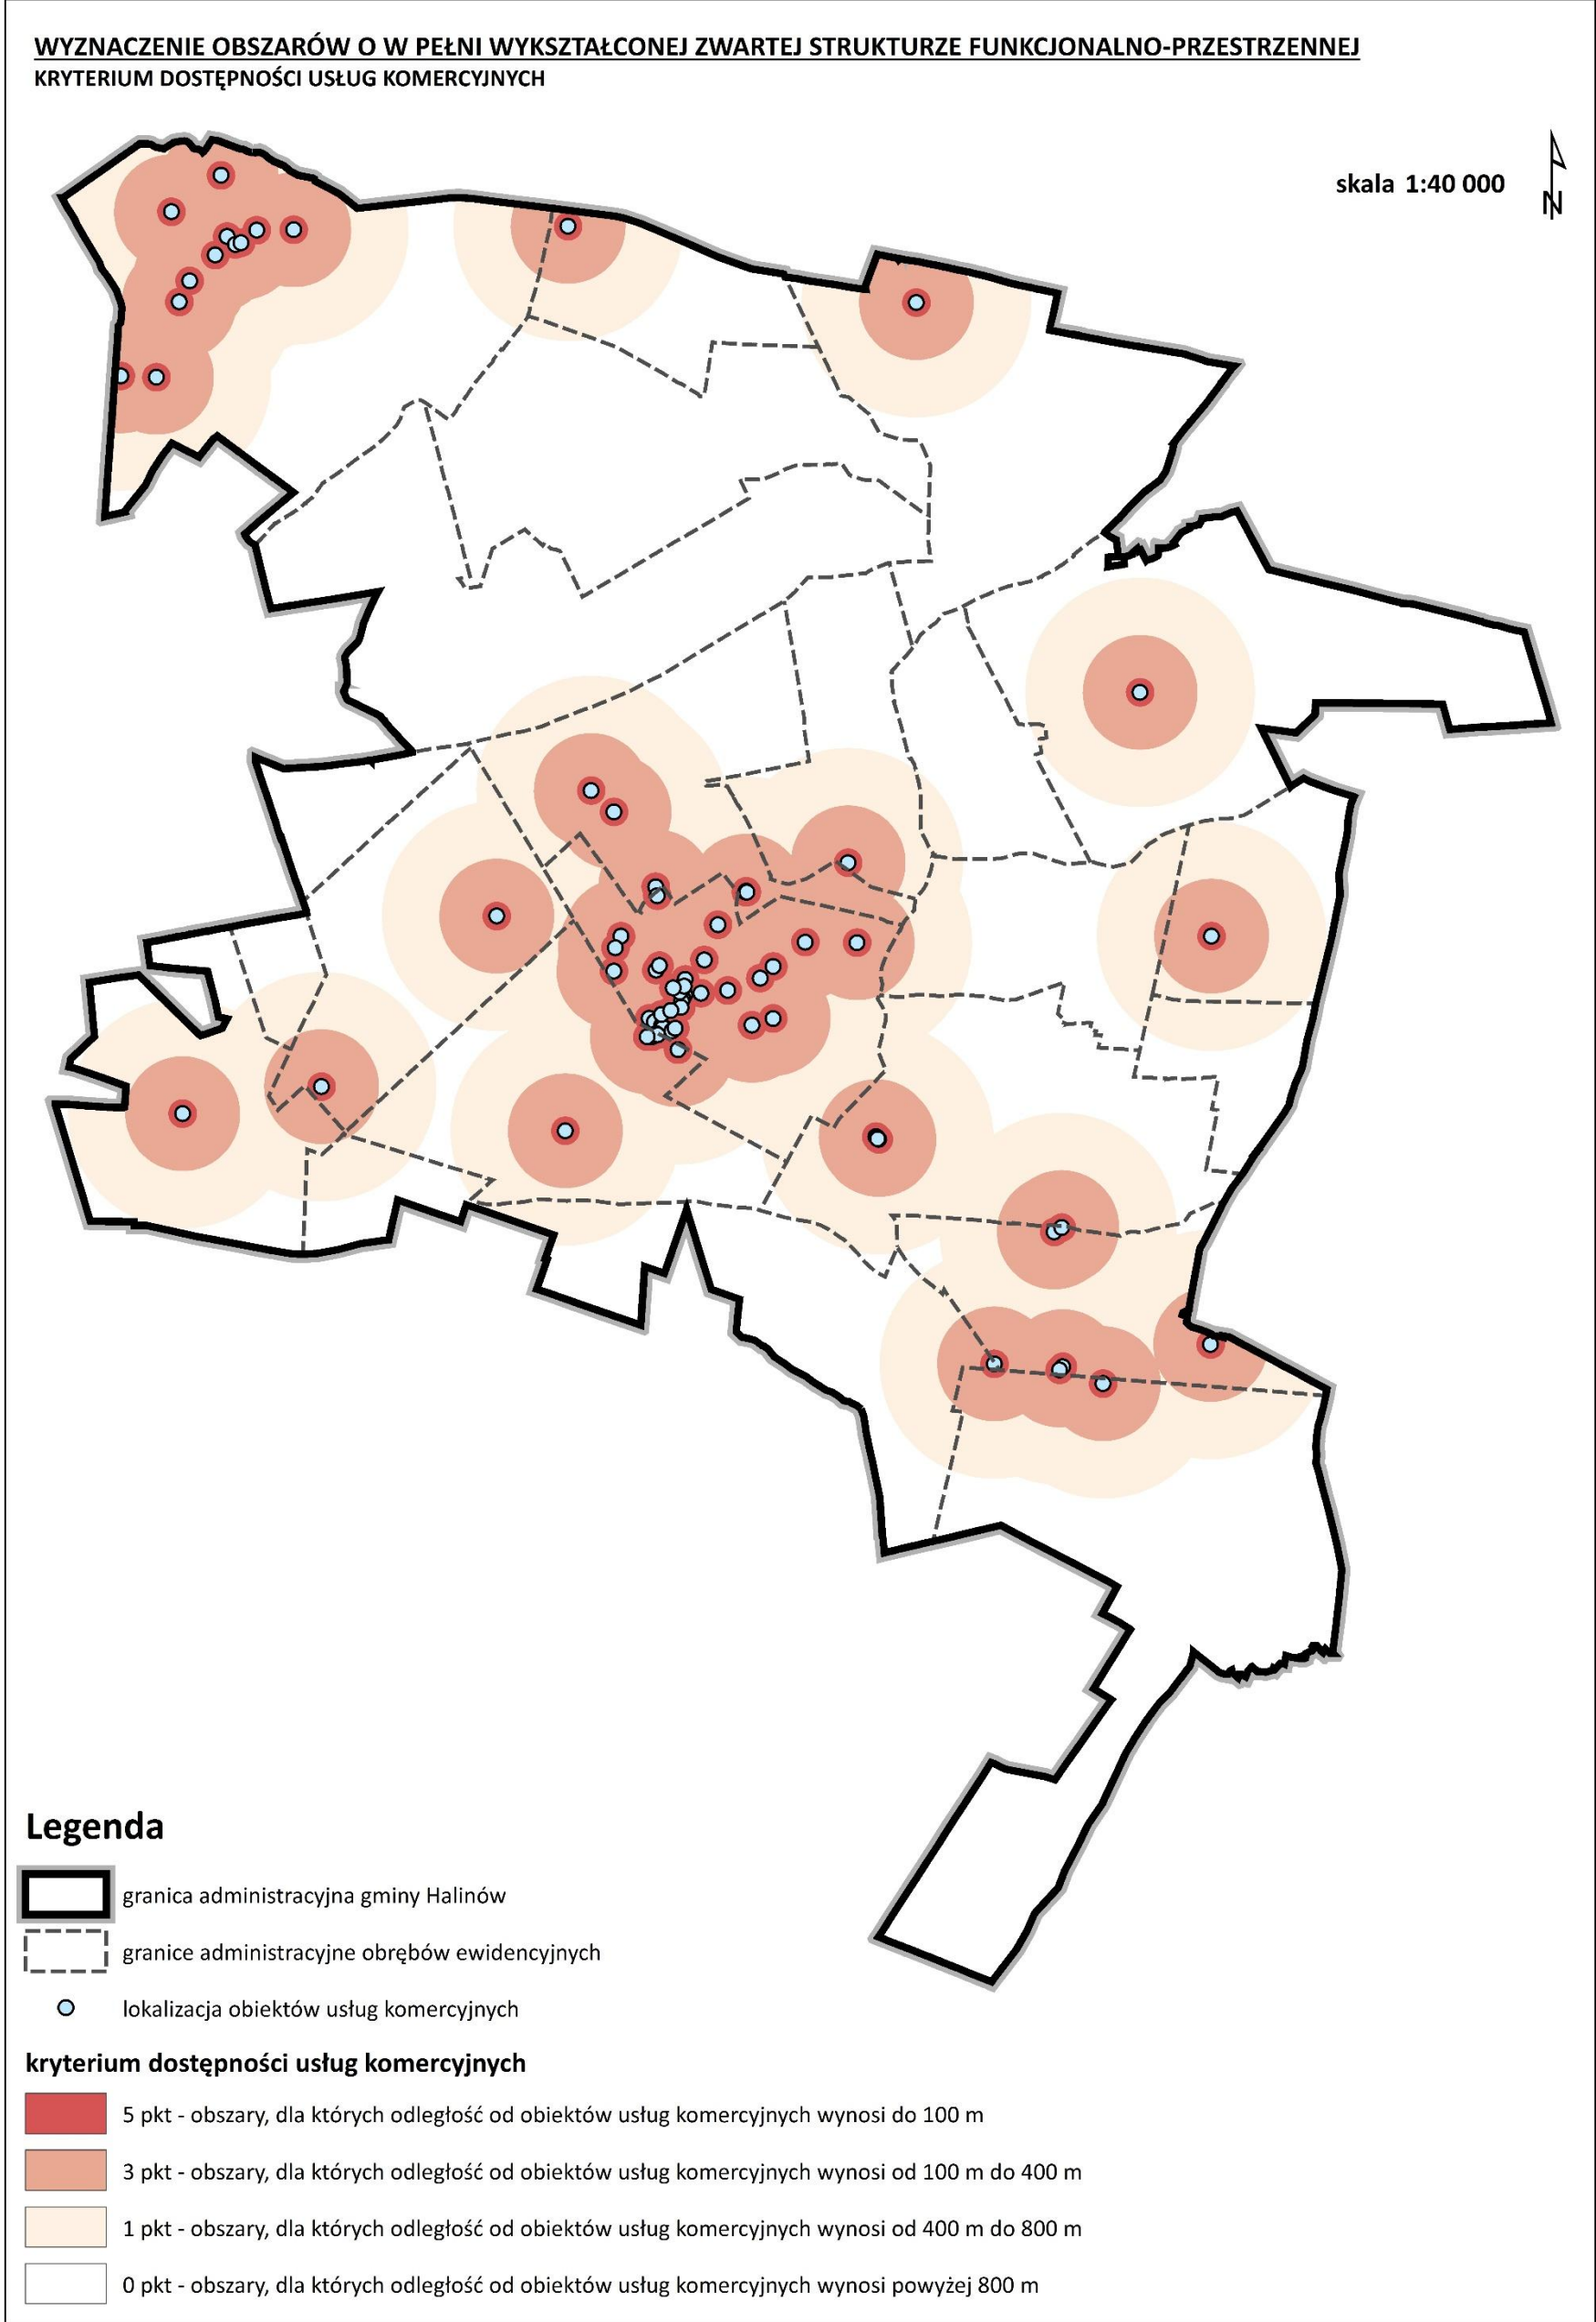 WYZNACZENIE OBSZARÓW O W PEŁNI WYKSZTAŁCONEJ ZWARTEJ STRUKTURZE FUNKCJONALNO-PRZESTRZENNEJ
KRYTERIUM DOSTĘPNOŚCI USŁUG KOMERCYJNYCH
skala 1:40 000
N
Legenda
granica administracyjna gminy Halinów
granice administracyjne obrębów ewidencyjnych
lokalizacja obiektów usług komercyjnych
kryterium dostępności usług komercyjnych
5 pkt - obszary, dla których odległość od obiektów usług komercyjnych wynosi do 100 m
3 pkt - obszary, dla których odległość od obiektów usług komercyjnych wynosi od 100 m do 400 m
1 pkt - obszary, dla których odległość od obiektów usług komercyjnych wynosi od 400 m do 800 m
0 pkt - obszary, dla których odległość od obiektów usług komercyjnych wynosi powyżej 800 m